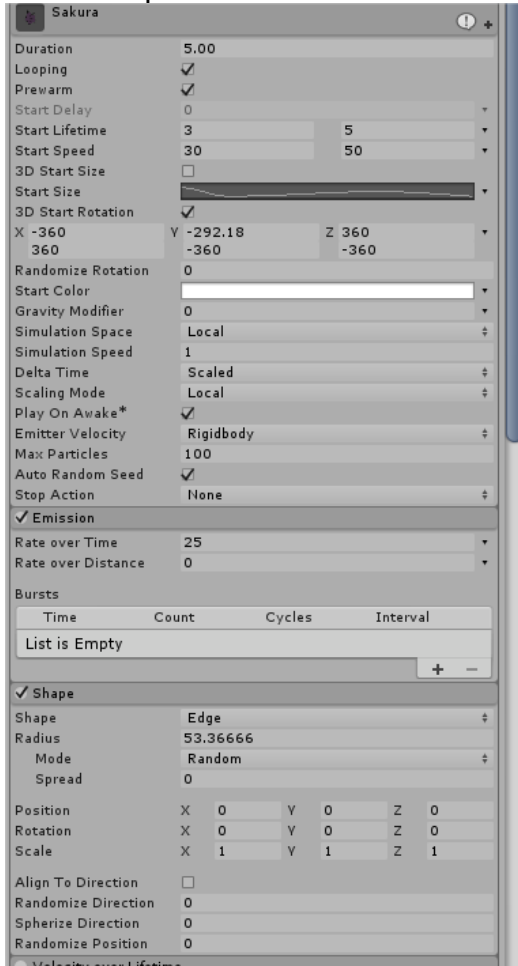 Sakura
Duration 5.00
Looping
Prewarm
Start Delay 0
Start Lifetime 3 5
Start Speed 30 50
3D Start Size
Start Size
3D Start Rotation
X -360 Y -292.18 Z 360
360 -360 -360
Randomize Rotation 0
Start Color
Gravity Modifier 0
Simulation Space Local
Simulation Speed 1
Delta Time Scaled
Scaling Mode Local
Play On Awake*
Emitter Velocity Rigidbody
Max Particles 100
Auto Random Seed
Stop Action None
Emission
Rate over Time 25
Rate over Distance 0
Bursts
Time Count Cycles Interval
List is Empty
+ −
Shape
Shape Edge
Radius 53.36666
Mode Random
Spread 0
Position X 0 Y 0 Z 0
Rotation X 0 Y 0 Z 0
Scale X 1 Y 1 Z 1
Align To Direction
Randomize Direction 0
Spherize Direction 0
Randomize Position 0
Velocity over Lifetime